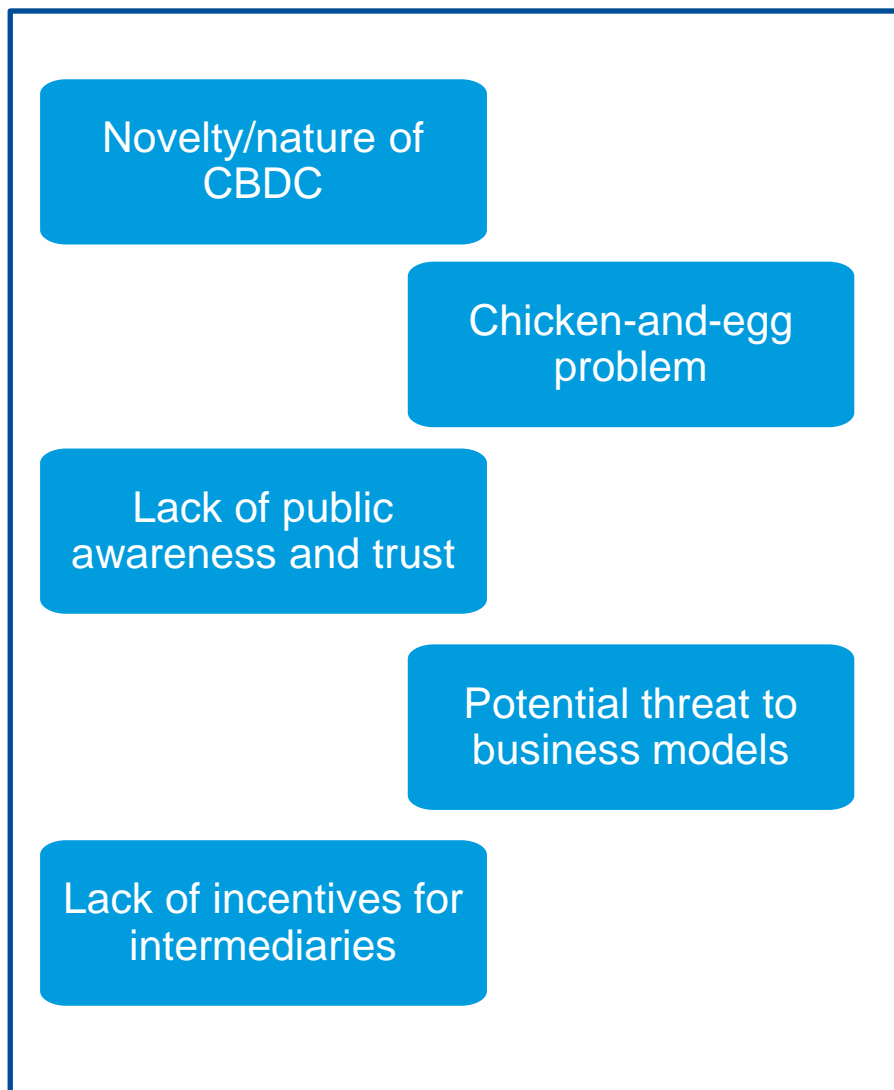 Novelty/nature of
CBDC
Chicken-and-egg
problem
Lack of public
awareness and trust
Potential threat to
business models
Lack of incentives for
intermediaries